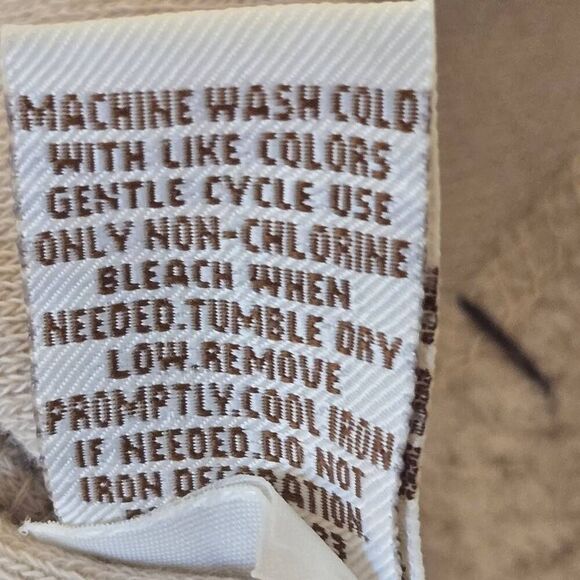 MACHINE WASH COLD
WITH LIKE COLORS
GENTLE CYCLE USE
ONLY NON-CHLORINE
BLEACH WHEN
NEEDED.TUMBLE DRY
LOW.REMOVE
PROMPTLY.COOL IRON
IF NEEDED.DO NOT
IRON DECORATION.